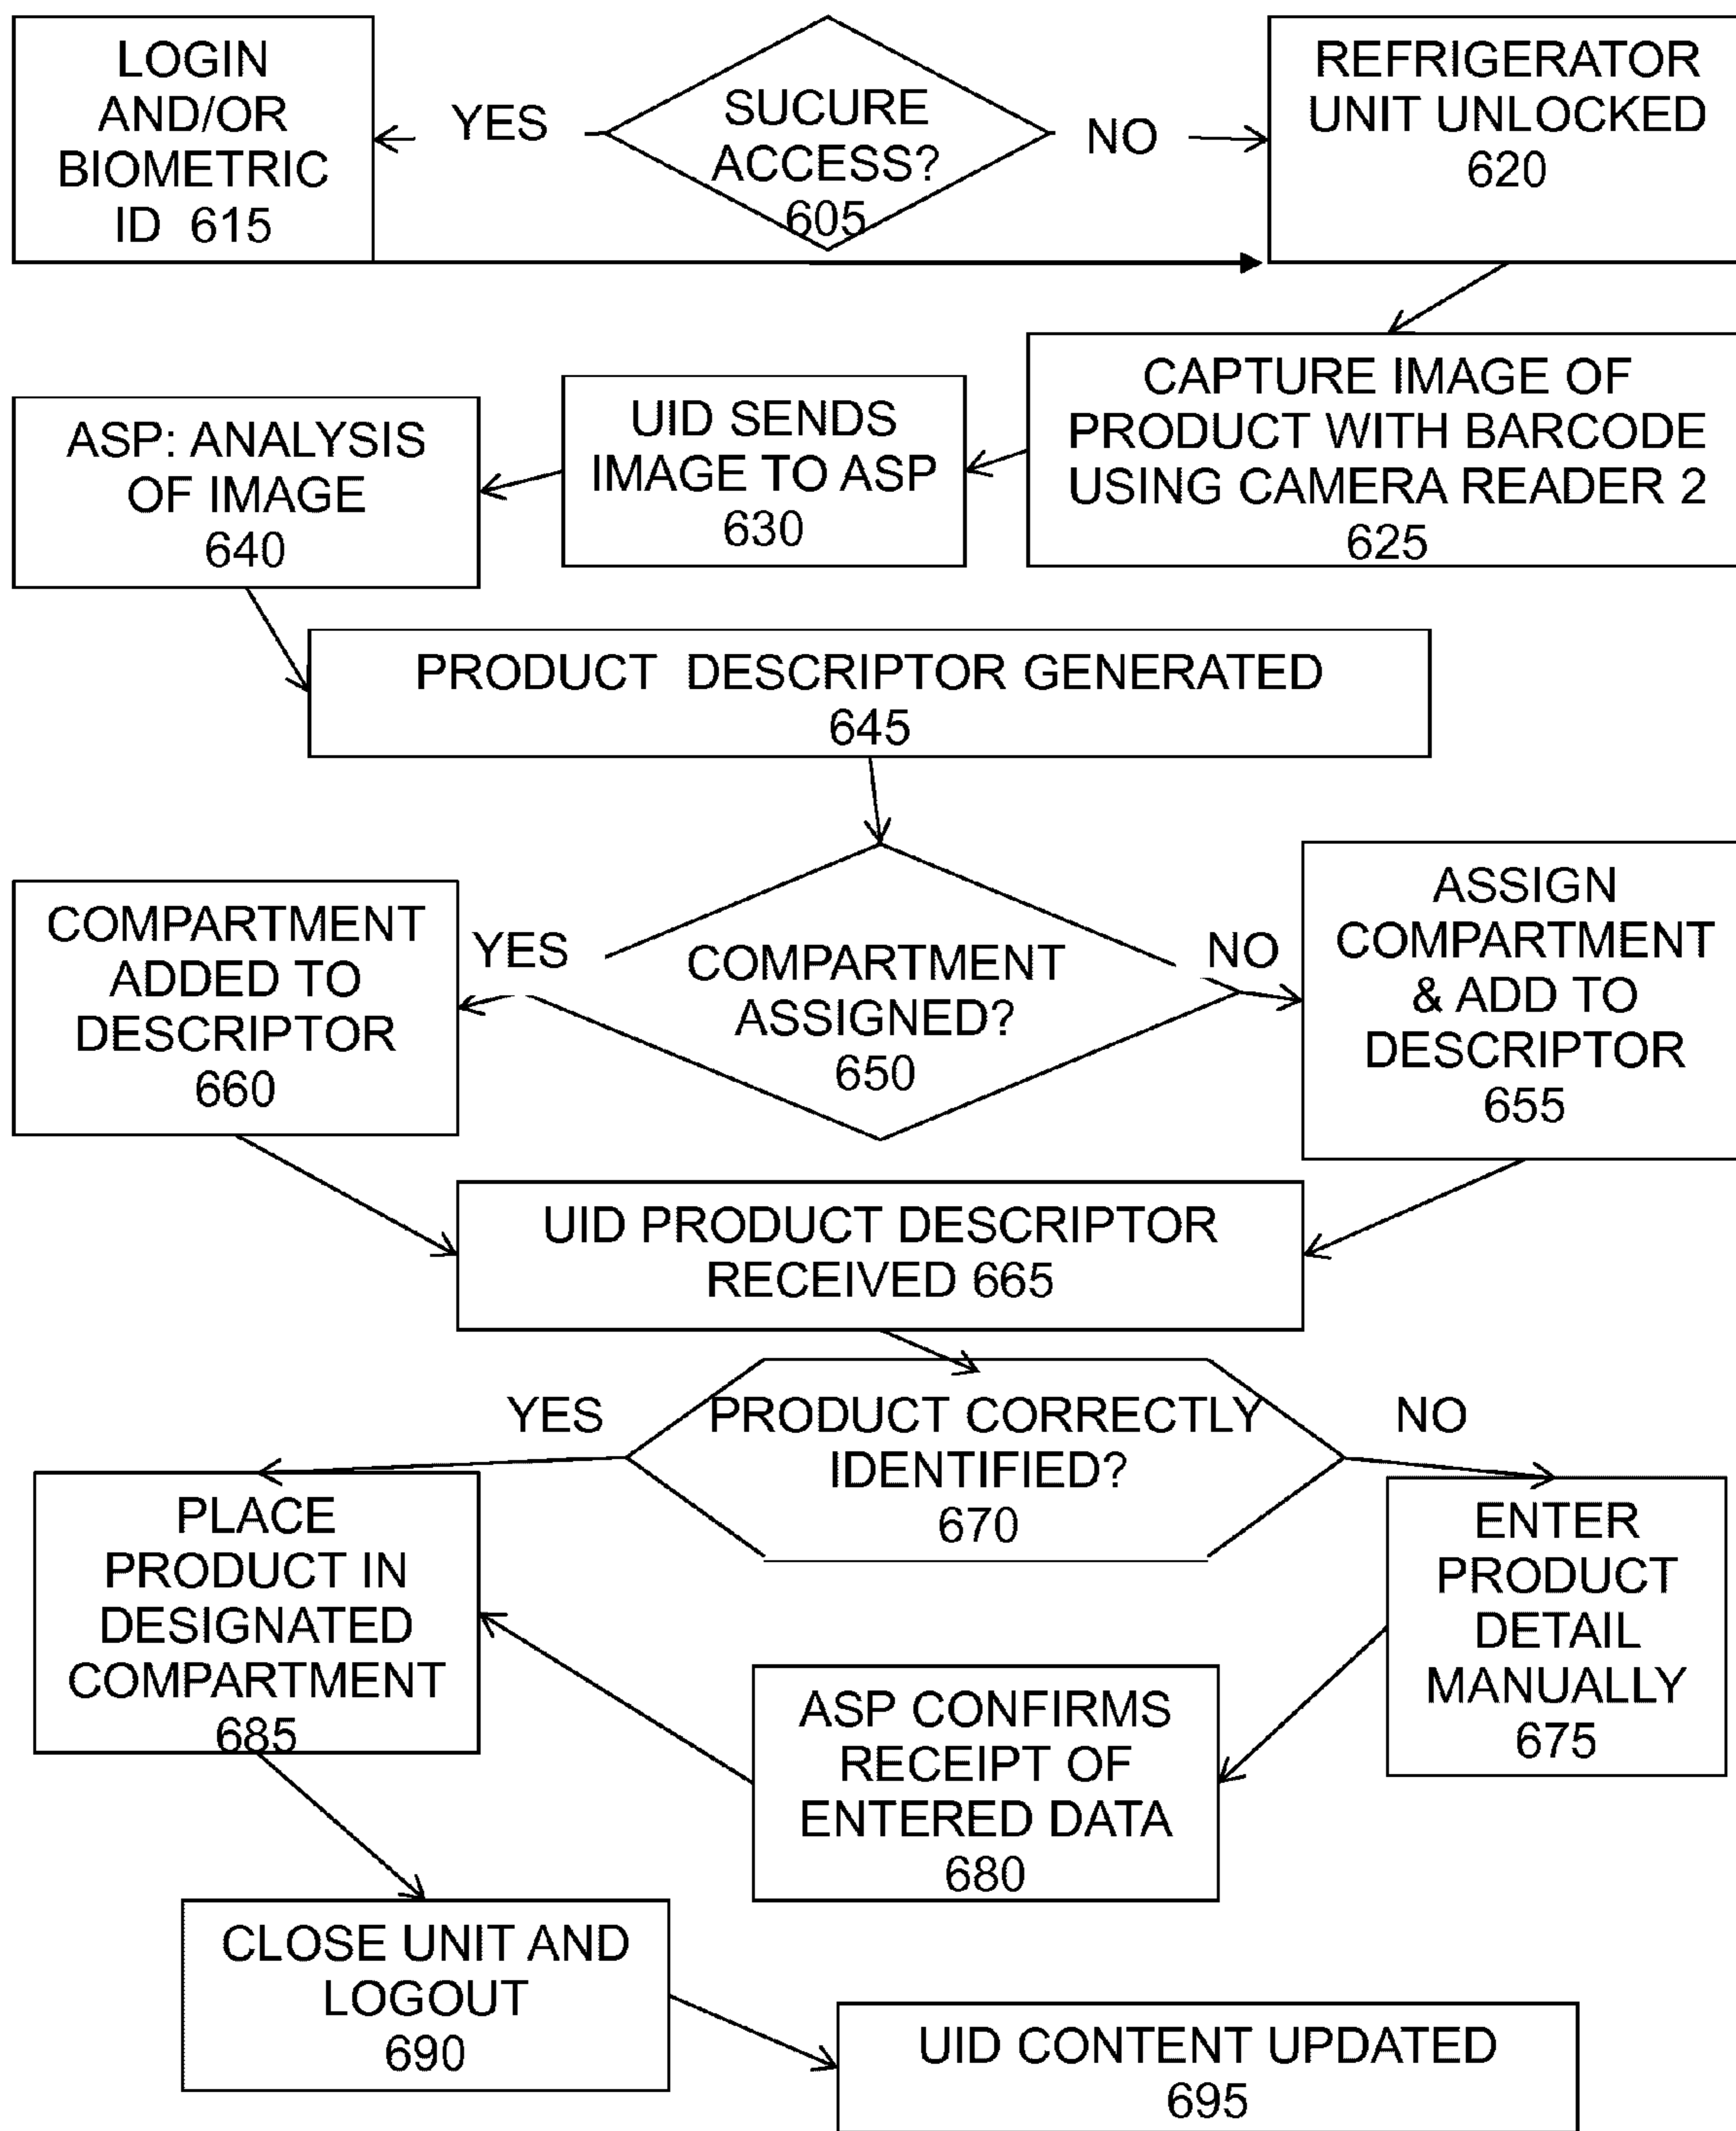 LOGIN
AND/OR
BIOMETRIC
ID 615
YES
SUCURE
ACCESS?
605
NO
REFRIGERATOR
UNIT UNLOCKED
620
CAPTURE IMAGE OF
PRODUCT WITH BARCODE
USING CAMERA READER 2
625
UID SENDS
IMAGE TO ASP
630
ASP: ANALYSIS
OF IMAGE
640
PRODUCT DESCRIPTOR GENERATED
645
COMPARTMENT
ADDED TO
DESCRIPTOR
660
YES
COMPARTMENT
ASSIGNED?
650
NO
ASSIGN
COMPARTMENT
& ADD TO
DESCRIPTOR
655
UID PRODUCT DESCRIPTOR
RECEIVED 665
YES
PRODUCT CORRECTLY
IDENTIFIED?
670
NO
PLACE
PRODUCT IN
DESIGNATED
COMPARTMENT
685
ENTER
PRODUCT
DETAIL
MANUALLY
675
ASP CONFIRMS
RECEIPT OF
ENTERED DATA
680
CLOSE UNIT AND
LOGOUT
690
UID CONTENT UPDATED
695